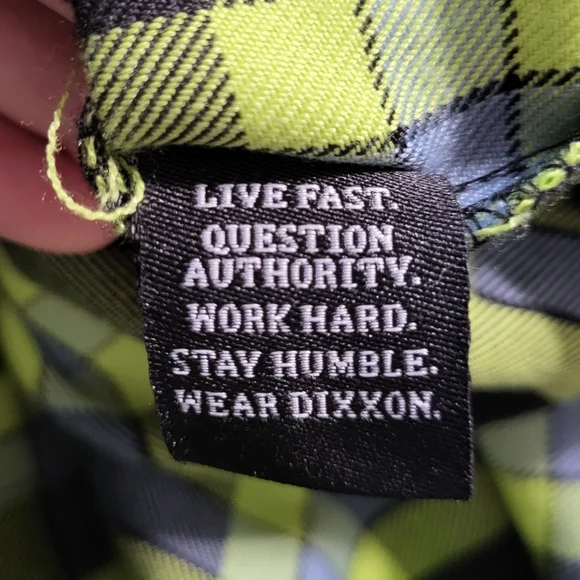 LIVE FAST.
QUESTION
AUTHORITY.
WORK HARD.
STAY HUMBLE.
WEAR DIXXON.